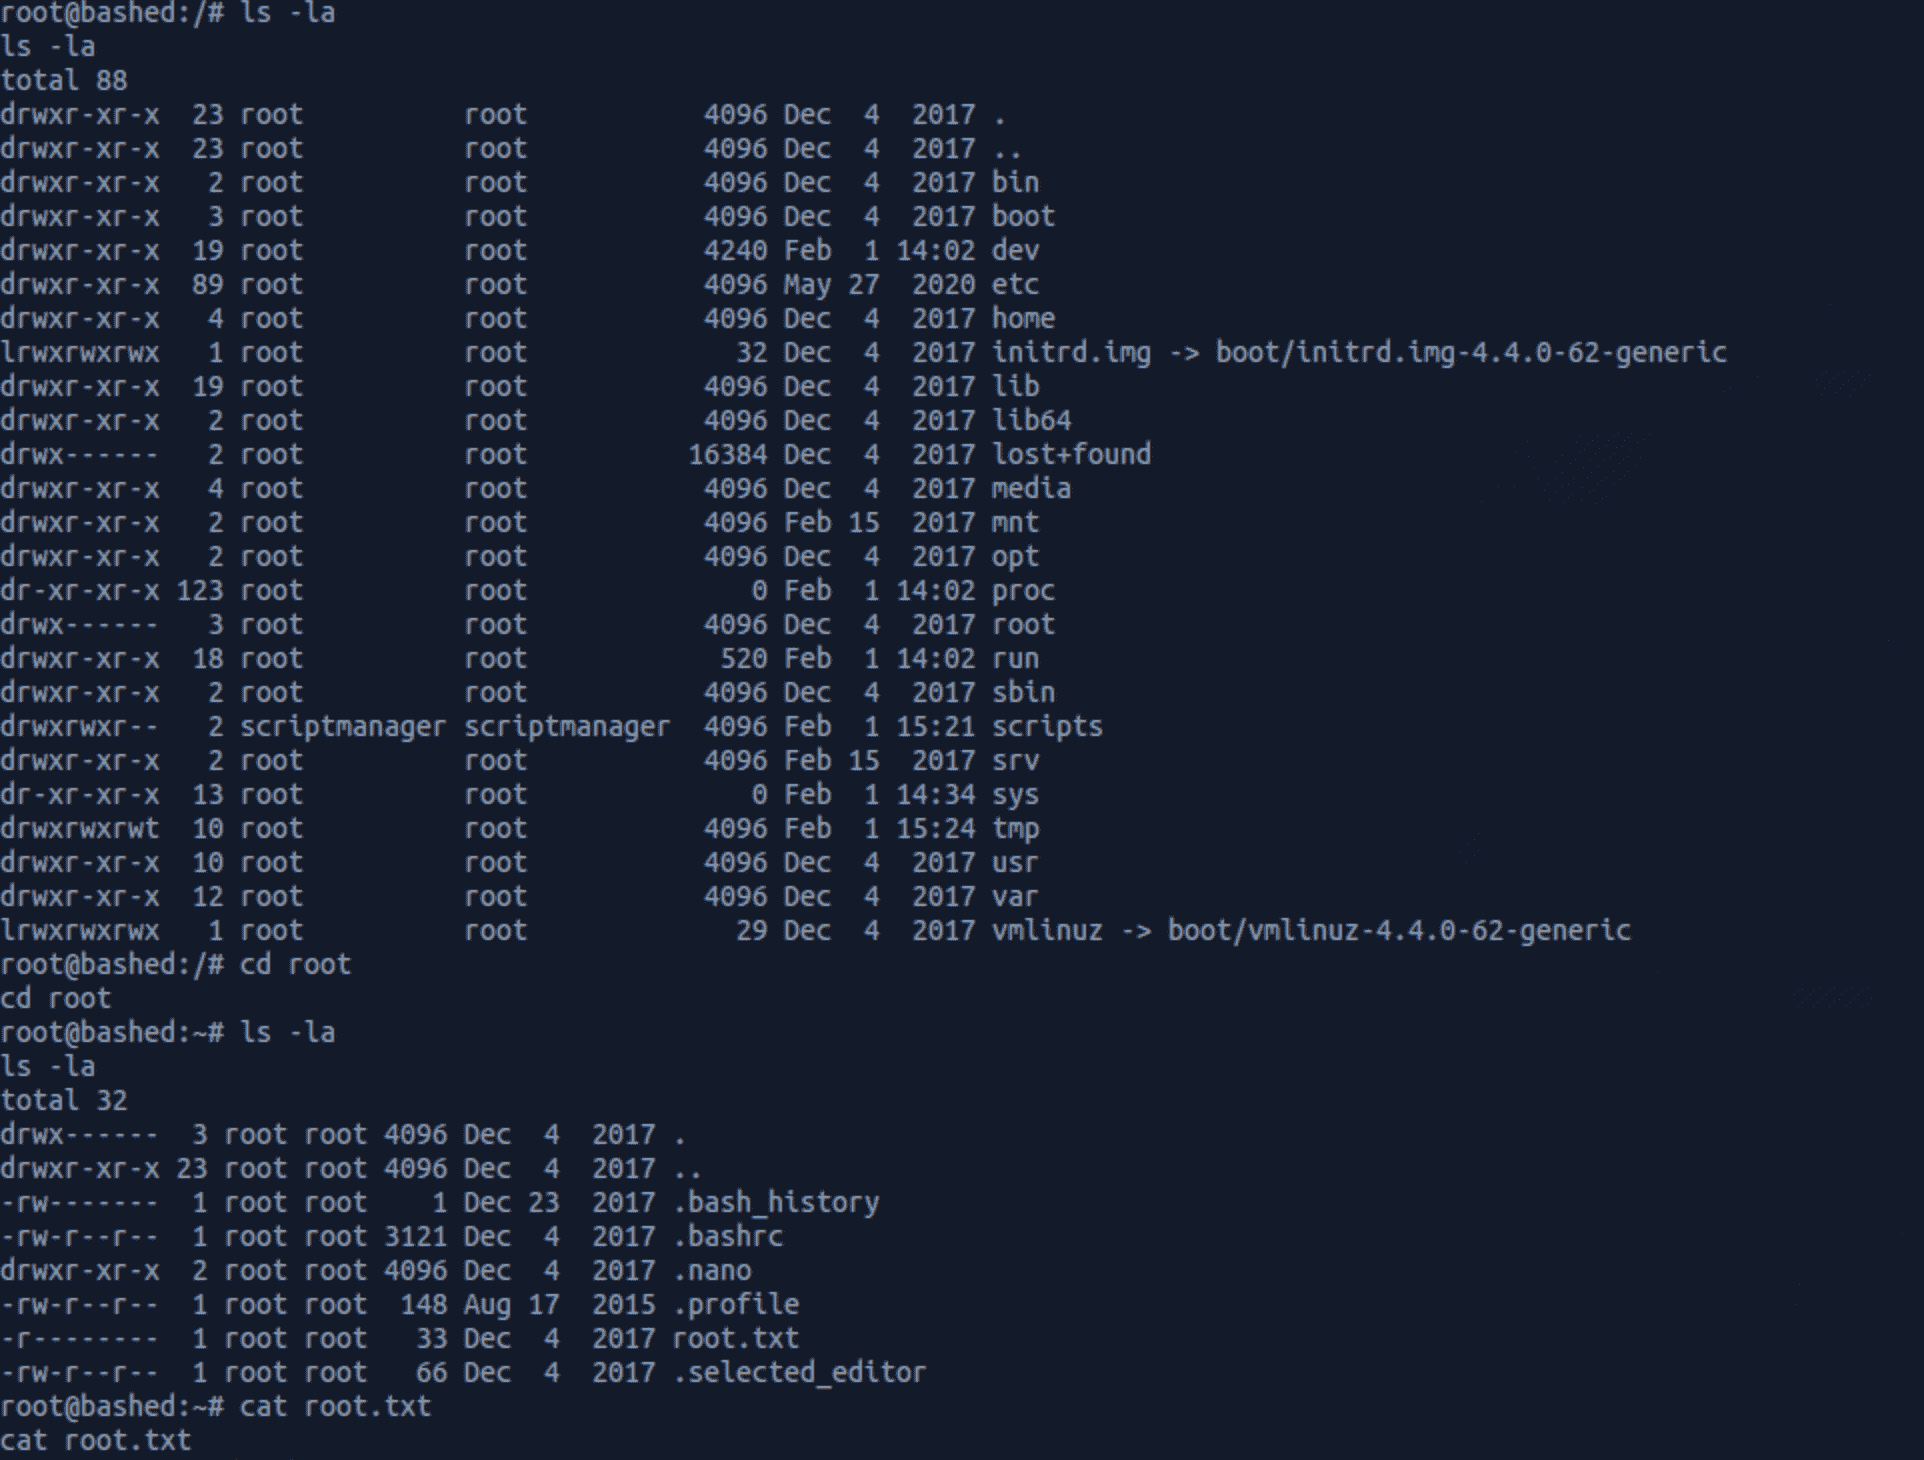 root@bashed:/# ls -la
ls -la
total 88
drwxr-xr-x  23 root          root           4096 Dec  4  2017 .
drwxr-xr-x  23 root          root           4096 Dec  4  2017 ..
drwxr-xr-x   2 root          root           4096 Dec  4  2017 bin
drwxr-xr-x   3 root          root           4096 Dec  4  2017 boot
drwxr-xr-x  19 root          root           4240 Feb  1 14:02 dev
drwxr-xr-x  89 root          root           4096 May 27  2020 etc
drwxr-xr-x   4 root          root           4096 Dec  4  2017 home
lrwxrwxrwx   1 root          root             32 Dec  4  2017 initrd.img -> boot/initrd.img-4.4.0-62-generic
drwxr-xr-x  19 root          root           4096 Dec  4  2017 lib
drwxr-xr-x   2 root          root           4096 Dec  4  2017 lib64
drwx------   2 root          root          16384 Dec  4  2017 lost+found
drwxr-xr-x   4 root          root           4096 Dec  4  2017 media
drwxr-xr-x   2 root          root           4096 Feb 15  2017 mnt
drwxr-xr-x   2 root          root           4096 Dec  4  2017 opt
dr-xr-xr-x 123 root          root              0 Feb  1 14:02 proc
drwx------   3 root          root           4096 Dec  4  2017 root
drwxr-xr-x  18 root          root            520 Feb  1 14:02 run
drwxr-xr-x   2 root          root           4096 Dec  4  2017 sbin
drwxrwxr--   2 scriptmanager scriptmanager  4096 Feb  1 15:21 scripts
drwxr-xr-x   2 root          root           4096 Feb 15  2017 srv
dr-xr-xr-x  13 root          root              0 Feb  1 14:34 sys
drwxrwxrwt  10 root          root           4096 Feb  1 15:24 tmp
drwxr-xr-x  10 root          root           4096 Dec  4  2017 usr
drwxr-xr-x  12 root          root           4096 Dec  4  2017 var
lrwxrwxrwx   1 root          root             29 Dec  4  2017 vmlinuz -> boot/vmlinuz-4.4.0-62-generic
root@bashed:/# cd root
cd root
root@bashed:~# ls -la
ls -la
total 32
drwx------  3 root root 4096 Dec  4  2017 .
drwxr-xr-x 23 root root 4096 Dec  4  2017 ..
-rw-------  1 root root    1 Dec 23  2017 .bash_history
-rw-r--r--  1 root root 3121 Dec  4  2017 .bashrc
drwxr-xr-x  2 root root 4096 Dec  4  2017 .nano
-rw-r--r--  1 root root  148 Aug 17  2015 .profile
-r--------  1 root root   33 Dec  4  2017 root.txt
-rw-r--r--  1 root root   66 Dec  4  2017 .selected_editor
root@bashed:~# cat root.txt
cat root.txt